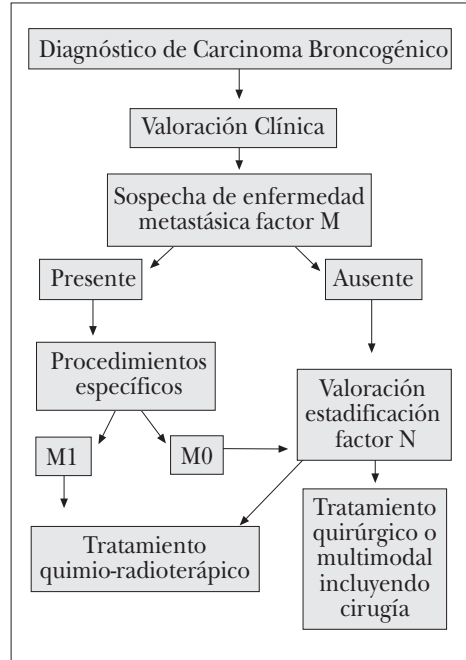 Diagnóstico de Carcinoma Broncogénico
Valoración Clínica
Sospecha de enfermedad
metastásica factor M
Presente
Ausente
Procedimientos
específicos
Valoración
estadificación
factor N
M1
M0
Tratamiento
quimio-radioterápico
Tratamiento
quirúrgico o
multimodal
incluyendo
cirugía